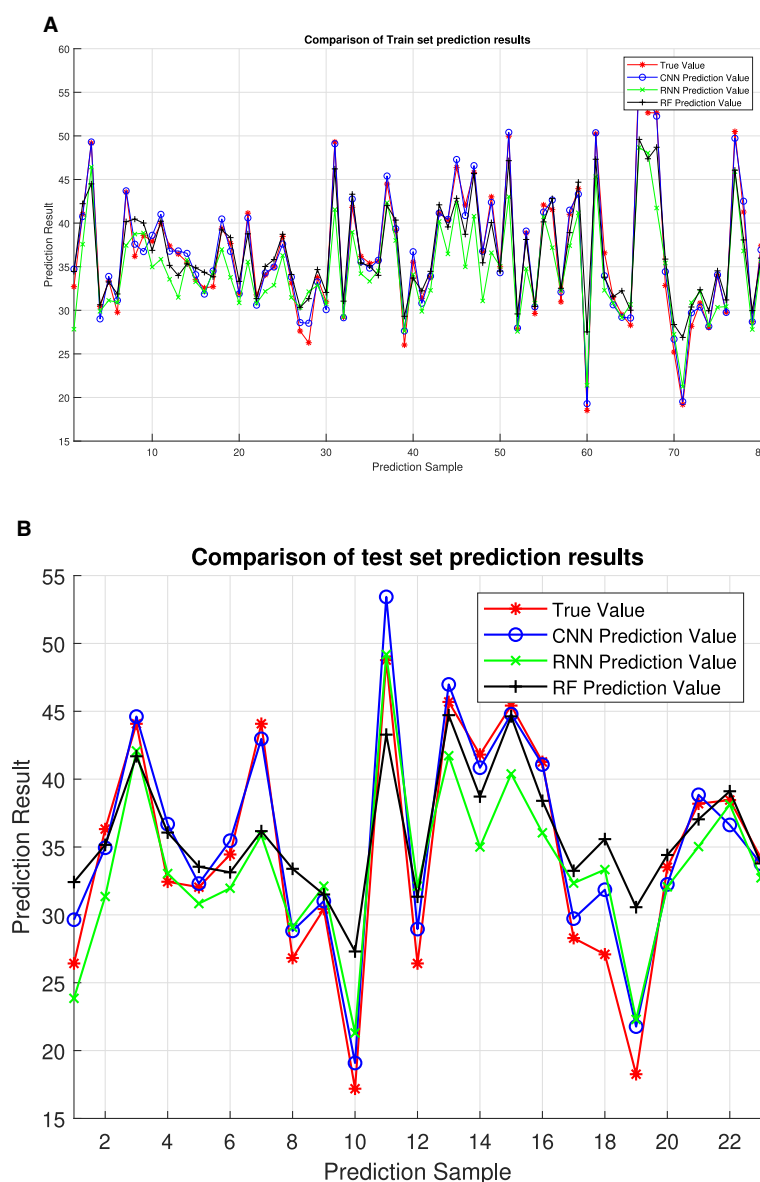 A
Comparison of Train set prediction results
60
55
50
45
40
35
30
25
20
15
Prediction Result
True Value
CNN Prediction Value
RNN Prediction Value
RF Prediction Value
10 20 30 40 50 60 70 8
Prediction Sample
B
Comparison of test set prediction results
55
50
45
40
35
30
25
20
15
Prediction Result
True Value
CNN Prediction Value
RNN Prediction Value
RF Prediction Value
2 4 6 8 10 12 14 16 18 20 22
Prediction Sample